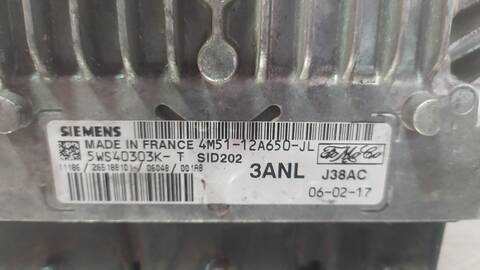 SIEMENS
MADE IN FRANCE 4M51-12A650-JL
5WS40303K-T SID202
3ANL
J38AC
06-02-17